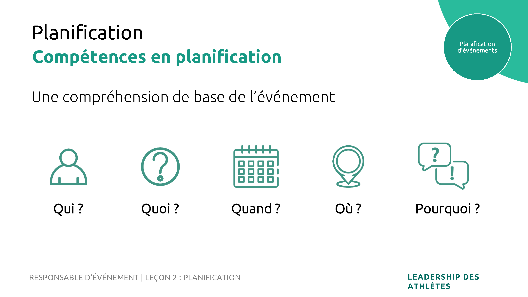 Planification
Compétences en planification
Planification
d'événements
Une compréhension de base de l'événement
?
?
!
Qui ?
Quoi ?
Quand ?
Où ?
Pourquoi ?
RESPONSABLE D'ÉVÉNEMENT | LEÇON 2 : PLANIFICATION
LEADERSHIP DES
ATHLÈTES